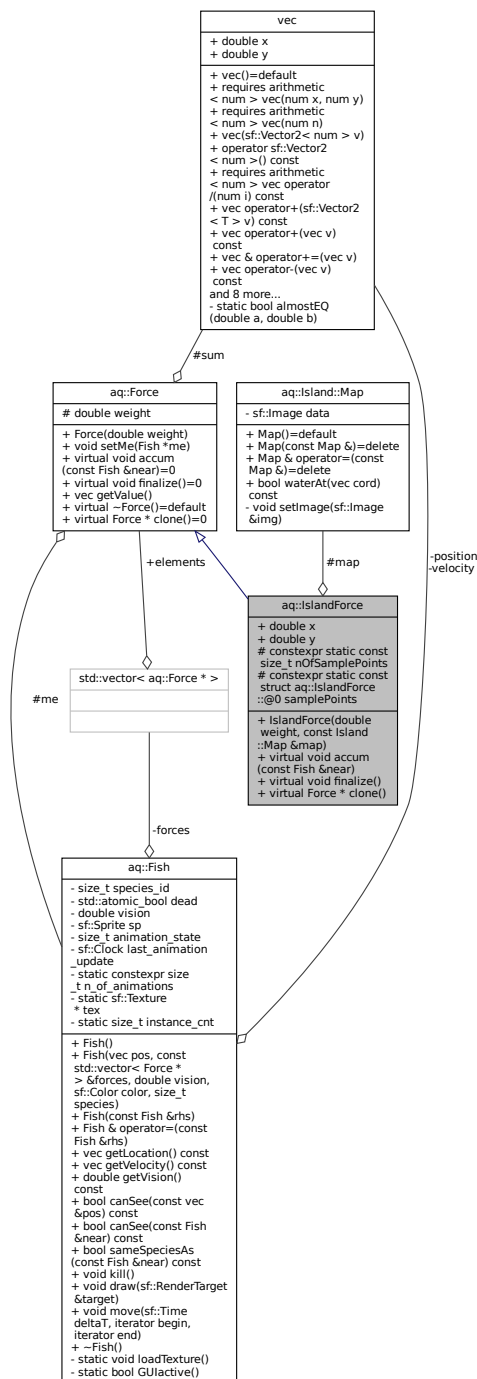 vec
+ double x
+ double y
+ vec()=default
+ requires arithmetic
< num > vec(num x, num y)
+ requires arithmetic
< num > vec(num n)
+ vec(sf::Vector2< num > v)
+ operator sf::Vector2
< num >() const
+ requires arithmetic
< num > vec operator
/(num i) const
+ vec operator+(sf::Vector2
< T > v) const
+ vec operator+(vec v)
const
+ vec & operator+=(vec v)
+ vec operator-(vec v)
const
and 8 more...
- static bool almostEQ
(double a, double b)
#sum
aq::Force
# double weight
+ Force(double weight)
+ void setMe(Fish *me)
+ virtual void accum
(const Fish &near)=0
+ virtual void finalize()=0
+ vec getValue()
+ virtual ~Force()=default
+ virtual Force * clone()=0
aq::Island::Map
- sf::Image data
+ Map()=default
+ Map(const Map &)=delete
+ Map & operator=(const
Map &)=delete
+ bool waterAt(vec cord)
const
- void setImage(sf::Image
&img)
+elements
#map
-position
-velocity
aq::IslandForce
+ double x
+ double y
# constexpr static const
size_t nOfSamplePoints
# constexpr static const
struct aq::IslandForce
::@0 samplePoints
+ IslandForce(double
weight, const Island
::Map &map)
+ virtual void accum
(const Fish &near)
+ virtual void finalize()
+ virtual Force * clone()
std::vector< aq::Force * >
#me
-forces
aq::Fish
- size_t species_id
- std::atomic_bool dead
- double vision
- sf::Sprite sp
- size_t animation_state
- sf::Clock last_animation
_update
- static constexpr size
_t n_of_animations
- static sf::Texture
* tex
- static size_t instance_cnt
+ Fish()
+ Fish(vec pos, const
std::vector< Force *
> &forces, double vision,
sf::Color color, size_t
species)
+ Fish(const Fish &rhs)
+ Fish & operator=(const
Fish &rhs)
+ vec getLocation() const
+ vec getVelocity() const
+ double getVision()
const
+ bool canSee(const vec
&pos) const
+ bool canSee(const Fish
&near) const
+ bool sameSpeciesAs
(const Fish &near) const
+ void kill()
+ void draw(sf::RenderTarget
&target)
+ void move(sf::Time
deltaT, iterator begin,
iterator end)
+ ~Fish()
- static void loadTexture()
- static bool GUIactive()